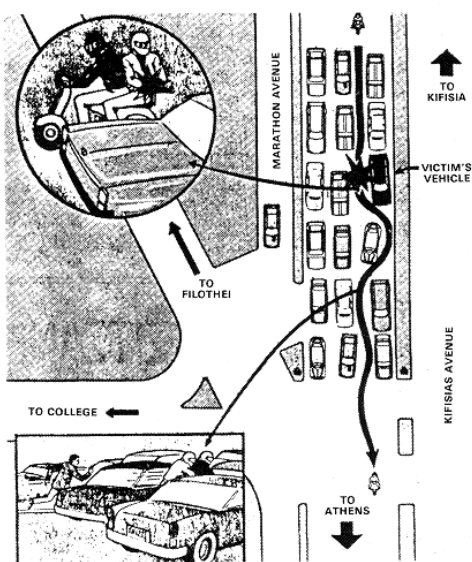 MARATHON AVENUE
TO
KIFISIA
VICTIM'S
VEHICLE
TO
FILOTHEI
KIFISIAS AVENUE
TO COLLEGE
TO
ATHENS